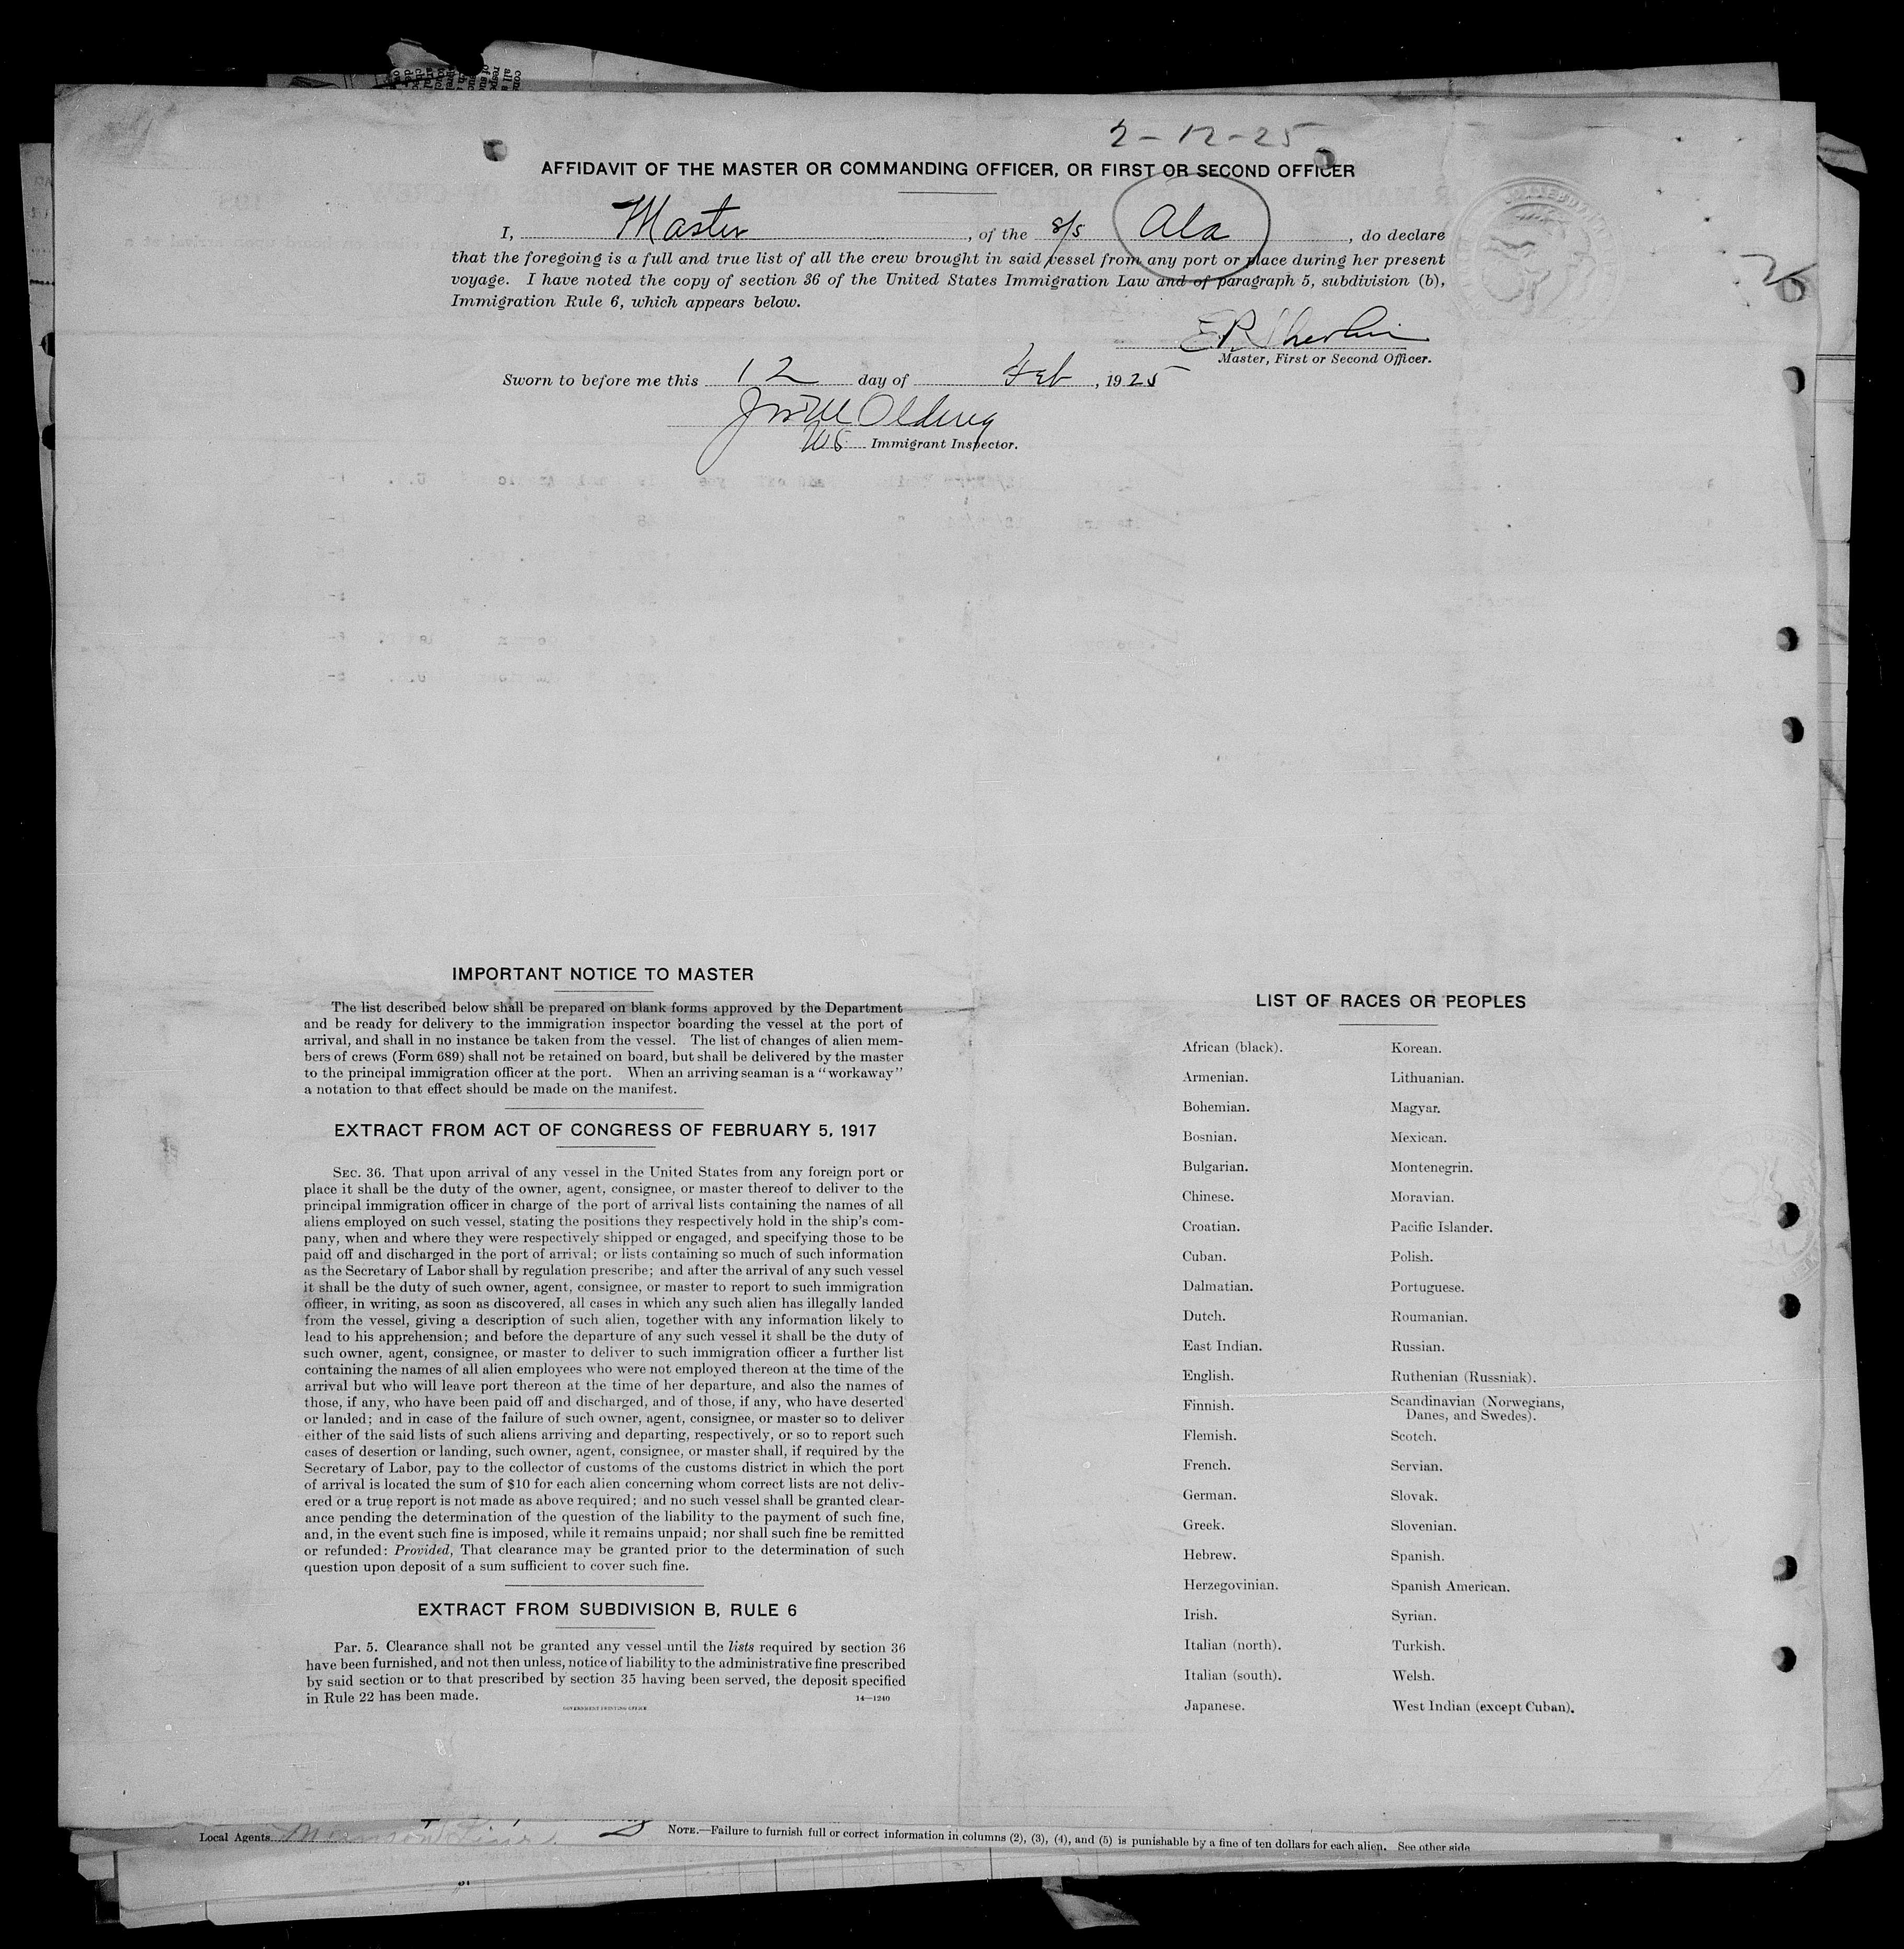 2-12-25
AFFIDAVIT OF THE MASTER OR COMMANDING OFFICER, OR FIRST OR SECOND OFFICER
I, Master, of the S/S Ala, do declare
that the foregoing is a full and true list of all the crew brought in said vessel from any port or place during her present
voyage. I have noted the copy of section 36 of the United States Immigration Law and of paragraph 5, subdivision (b),
Immigration Rule 6, which appears below.
Master, First or Second Officer.
Sworn to before me this 12 day of Feb, 1925
Immigrant Inspector.
IMPORTANT NOTICE TO MASTER
The list described below shall be prepared on blank forms approved by the Department
and be ready for delivery to the immigration inspector boarding the vessel at the port of
arrival, and shall in no instance be taken from the vessel. The list of changes of alien mem-
bers of crews (Form 689) shall not be retained on board, but shall be delivered by the master
to the principal immigration officer at the port. When an arriving seaman is a "workaway"
a notation to that effect should be made on the manifest.
EXTRACT FROM ACT OF CONGRESS OF FEBRUARY 5, 1917
SEC. 36. That upon arrival of any vessel in the United States from any foreign port or
place it shall be the duty of the owner, agent, consignee, or master thereof to deliver to the
principal immigration officer in charge of the port of arrival lists containing the names of all
aliens employed on such vessel, stating the positions they respectively hold in the ship's com-
pany, when and where they were respectively shipped or engaged, and specifying those to be
paid off and discharged in the port of arrival; or lists containing so much of such information
as the Secretary of Labor shall by regulation prescribe; and after the arrival of any such vessel
it shall be the duty of such owner, agent, consignee, or master to report to such immigration
officer, in writing, as soon as discovered, all cases in which any such alien has illegally landed
from the vessel, giving a description of such alien, together with any information likely to
lead to his apprehension; and before the departure of any such vessel it shall be the duty of
such owner, agent, consignee, or master to deliver to such immigration officer a further list
containing the names of all alien employees who were not employed thereon at the time of the
arrival but who will leave port thereon at the time of her departure, and also the names of
those, if any, who have been paid off and discharged, and of those, if any, who have deserted
or landed; and in case of the failure of such owner, agent, consignee, or master so to deliver
either of the said lists of such aliens arriving and departing, respectively, or so to report such
cases of desertion or landing, such owner, agent, consignee, or master shall, if required by the
Secretary of Labor, pay to the collector of customs of the customs district in which the port
of arrival is located the sum of $10 for each alien concerning whom correct lists are not deliv-
ered or a true report is not made as above required; and no such vessel shall be granted clear-
ance pending the determination of the question of the liability to the payment of such fine,
and, in the event such fine is imposed, while it remains unpaid; nor shall such fine be remitted
or refunded: Provided, That clearance may be granted prior to the determination of such
question upon deposit of a sum sufficient to cover such fine.
EXTRACT FROM SUBDIVISION B, RULE 6
Par. 5. Clearance shall not be granted any vessel until the lists required by section 36
have been furnished, and not then unless, notice of liability to the administrative fine prescribed
by said section or to that prescribed by section 35 having been served, the deposit specified
in Rule 22 has been made.
14—1240
GOVERNMENT PRINTING OFFICE
LIST OF RACES OR PEOPLES
African (black).
Armenian.
Bohemian.
Bosnian.
Bulgarian.
Chinese.
Croatian.
Cuban.
Dalmatian.
Dutch.
East Indian.
English.
Finnish.
Flemish.
French.
German.
Greek.
Hebrew.
Herzegovinian.
Irish.
Italian (north).
Italian (south).
Japanese.
Korean.
Lithuanian.
Magyar.
Mexican.
Montenegrin.
Moravian.
Pacific Islander.
Polish.
Portuguese.
Roumanian.
Russian.
Ruthenian (Russniak).
Scandinavian (Norwegians,
Danes, and Swedes).
Scotch.
Servian.
Slovak.
Slovenian.
Spanish.
Spanish American.
Syrian.
Turkish.
Welsh.
West Indian (except Cuban).
Local Agents
NOTE.—Failure to furnish full or correct information in columns (2), (3), (4), and (5) is punishable by a fine of ten dollars for each alien. See other side